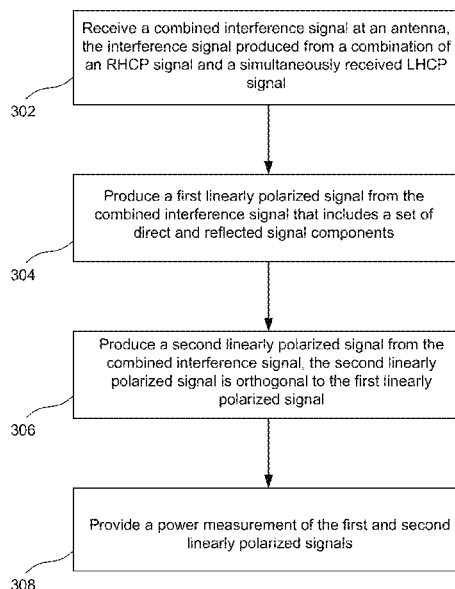 Receive a combined interference signal at an antenna,
the interference signal produced from a combination of
an RHCP signal and a simultaneously received LHCP
signal
302
Produce a first linearly polarized signal from the
combined interference signal that includes a set of
direct and reflected signal components
304
Produce a second linearly polarized signal from the
combined interference signal, the second linearly
polarized signal is orthogonal to the first linearly
polarized signal
306
Provide a power measurement of the first and second
linearly polarized signals
308